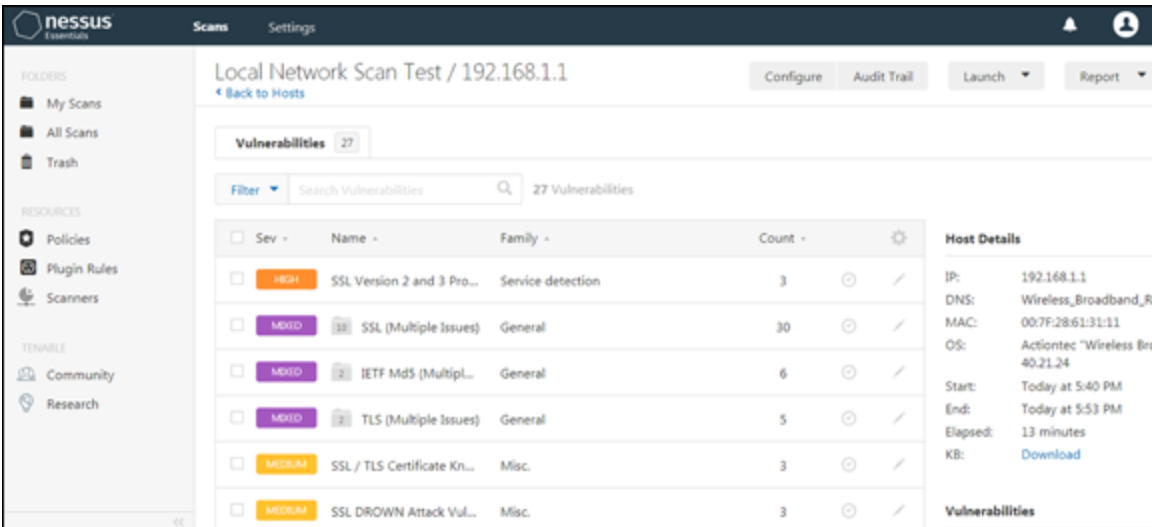 nessus
Essentials
Scans Settings
Local Network Scan Test / 192.168.1.1
Back to Hosts
Configure Audit Trail Launch Report
FOLDERS
My Scans
All Scans
Trash
RESOURCES
Policies
Plugin Rules
Scanners
TENABLE
Community
Research
Vulnerabilities 27
Filter Search Vulnerabilities 27 Vulnerabilities
Sev Name Family Count
HIGH SSL Version 2 and 3 Pro... Service detection 3
MIXED 10 SSL (Multiple Issues) General 30
MIXED 2 IETF Md5 (Multipl... General 6
MIXED 2 TLS (Multiple Issues) General 5
MEDIUM SSL / TLS Certificate Kn... Misc. 3
MEDIUM SSL DROWN Attack Vul... Misc. 3
Host Details
IP: 192.168.1.1
DNS: Wireless_Broadband_R
MAC: 00:7F:28:61:31:11
OS: Actiontec "Wireless Bro
40.21.24
Start: Today at 5:40 PM
End: Today at 5:53 PM
Elapsed: 13 minutes
KB: Download
Vulnerabilities